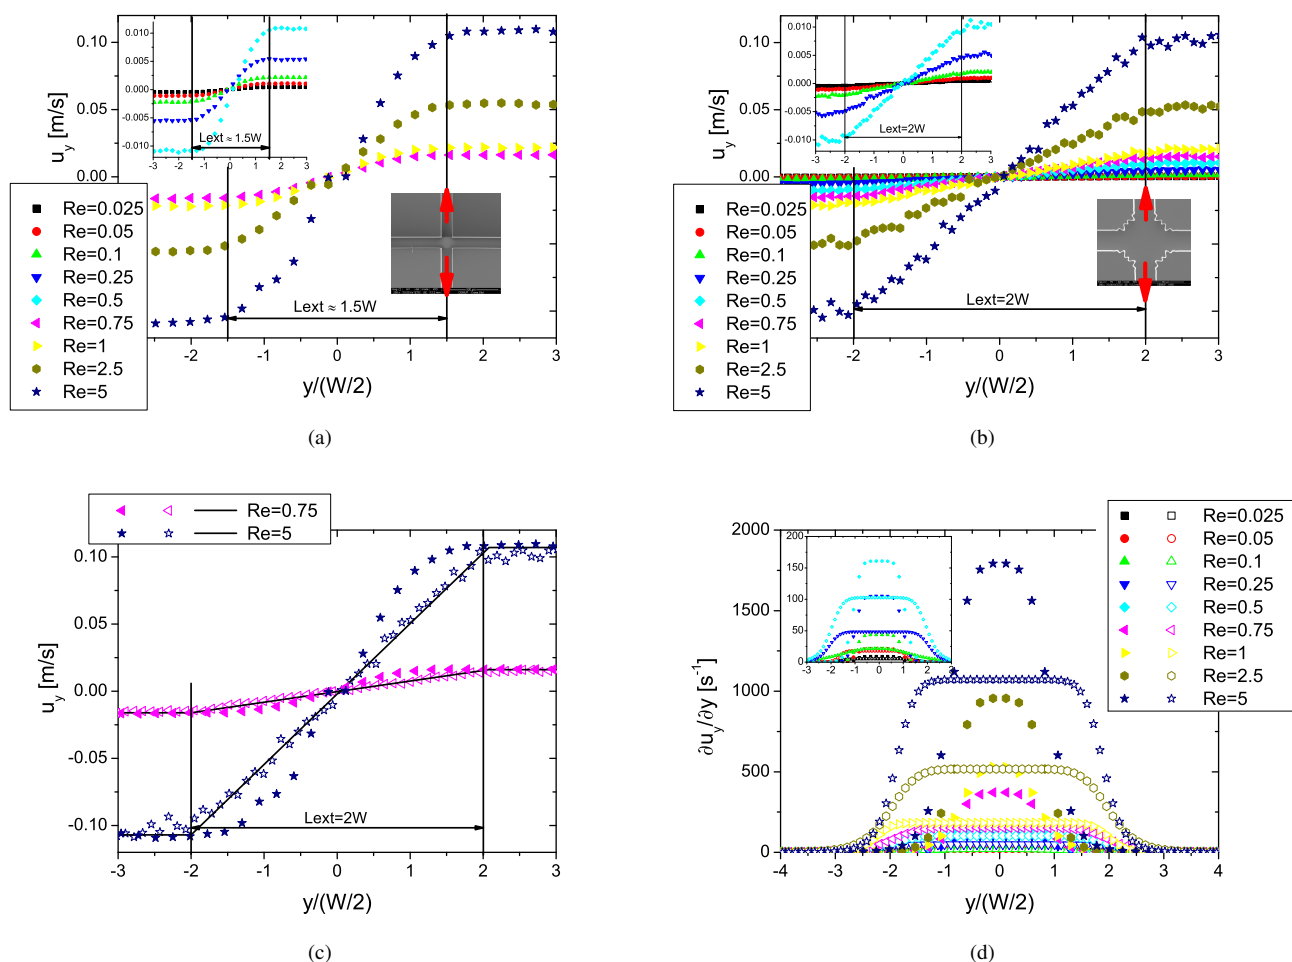 0.10
0.05
0.00
u_y [m/s]
0.010
0.005
0.000
-0.005
-0.010
-3 -2 -1 0 1 2 3
Lext ≈ 1.5W
Re=0.025
Re=0.05
Re=0.1
Re=0.25
Re=0.5
Re=0.75
Re=1
Re=2.5
Re=5
Lext ≈ 1.5W
-2 -1 0 1 2 3
y/(W/2)
(a)
0.10
0.05
0.00
u_y [m/s]
0.010
0.005
0.000
-0.005
-0.010
-3 -2 -1 0 1 2 3
Lext=2W
Re=0.025
Re=0.05
Re=0.1
Re=0.25
Re=0.5
Re=0.75
Re=1
Re=2.5
Re=5
Lext=2W
-2 -1 0 1 2 3
y/(W/2)
(b)
Re=0.75
Re=5
0.10
0.05
0.00
-0.05
-0.10
u_y [m/s]
Lext=2W
-3 -2 -1 0 1 2 3
y/(W/2)
(c)
2000
1500
1000
500
0
∂u_y/∂y [s⁻¹]
200
150
100
50
0
-3 -2 -1 0 1 2 3
Re=0.025
Re=0.05
Re=0.1
Re=0.25
Re=0.5
Re=0.75
Re=1
Re=2.5
Re=5
-4 -3 -2 -1 0 1 2 3 4
y/(W/2)
(d)